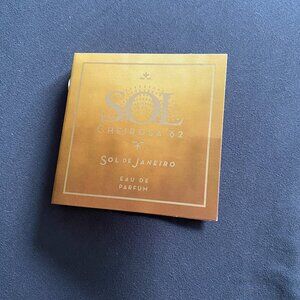 SOL
CHEIROSA '62
SOL DE JANEIRO
EAU DE
PARFUM